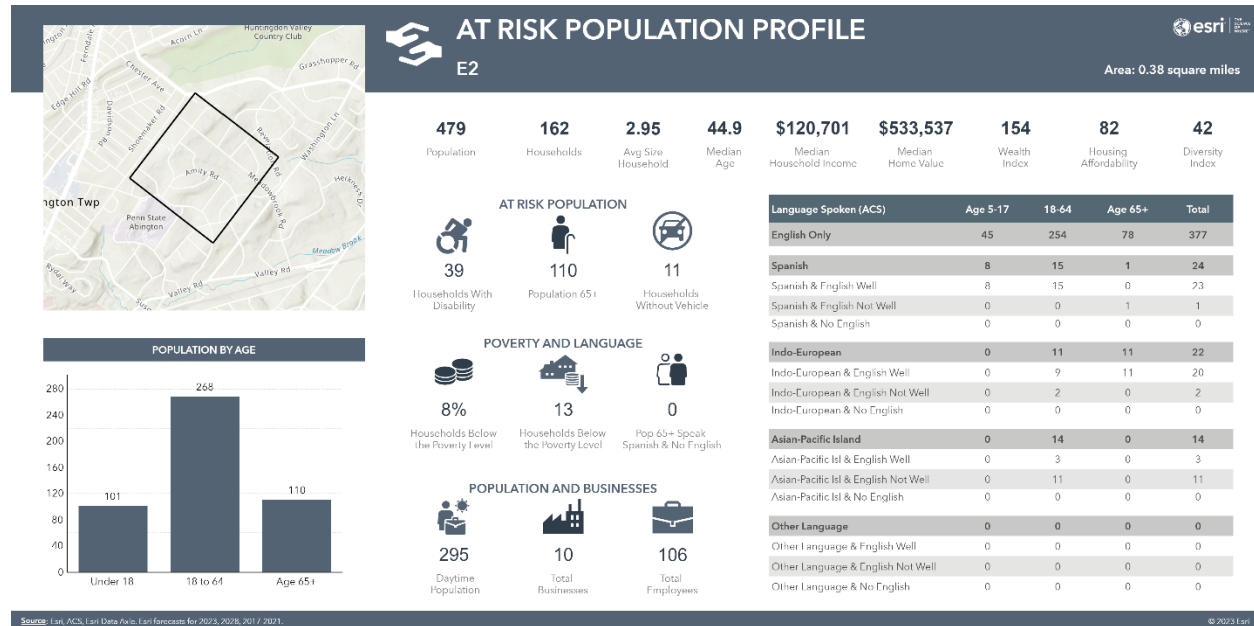 AT RISK POPULATION PROFILE
E2
esri
Area: 0.38 square miles
Huntingdon Valley
Country Club
Acorn Ln
Ferndale
Grasshopper Rd
Chester Ave
Edge Hill Rd
Davidson
Shoemaker Rd
Washington Ln
Amity Rd
Meadowbrook Rd
ngton Twp
Penn State
Abington
Meadow Brook
Valley Rd
Valley Rd
Rydal Way
479
Population
162
Households
2.95
Avg Size
Household
44.9
Median
Age
$120,701
Median
Household Income
$533,537
Median
Home Value
154
Wealth
Index
82
Housing
Affordability
42
Diversity
Index
AT RISK POPULATION
39
Households With
Disability
110
Population 65+
11
Households
Without Vehicle
POVERTY AND LANGUAGE
8%
Households Below
the Poverty Level
13
Households Below
the Poverty Level
0
Pop 65+ Speak
Spanish & No English
POPULATION AND BUSINESSES
295
Daytime
Population
10
Total
Businesses
106
Total
Employees
Language Spoken (ACS) Age 5-17 18-64 Age 65+ Total
English Only 45 254 78 377
Spanish 8 15 1 24
Spanish & English Well 8 15 0 23
Spanish & English Not Well 0 0 1 1
Spanish & No English 0 0 0 0
Indo-European 0 11 11 22
Indo-European & English Well 0 9 11 20
Indo-European & English Not Well 0 2 0 2
Indo-European & No English 0 0 0 0
Asian-Pacific Island 0 14 0 14
Asian-Pacific Isl & English Well 0 3 0 3
Asian-Pacific Isl & English Not Well 0 11 0 11
Asian-Pacific Isl & No English 0 0 0 0
Other Language 0 0 0 0
Other Language & English Well 0 0 0 0
Other Language & English Not Well 0 0 0 0
Other Language & No English 0 0 0 0
POPULATION BY AGE
280
240
200
160
120
80
40
0
101
268
110
Under 18
18 to 64
Age 65+
Source: Esri, ACS, Esri-Data Axle. Esri forecasts for 2023, 2028, 2017-2021.
© 2023 Esri